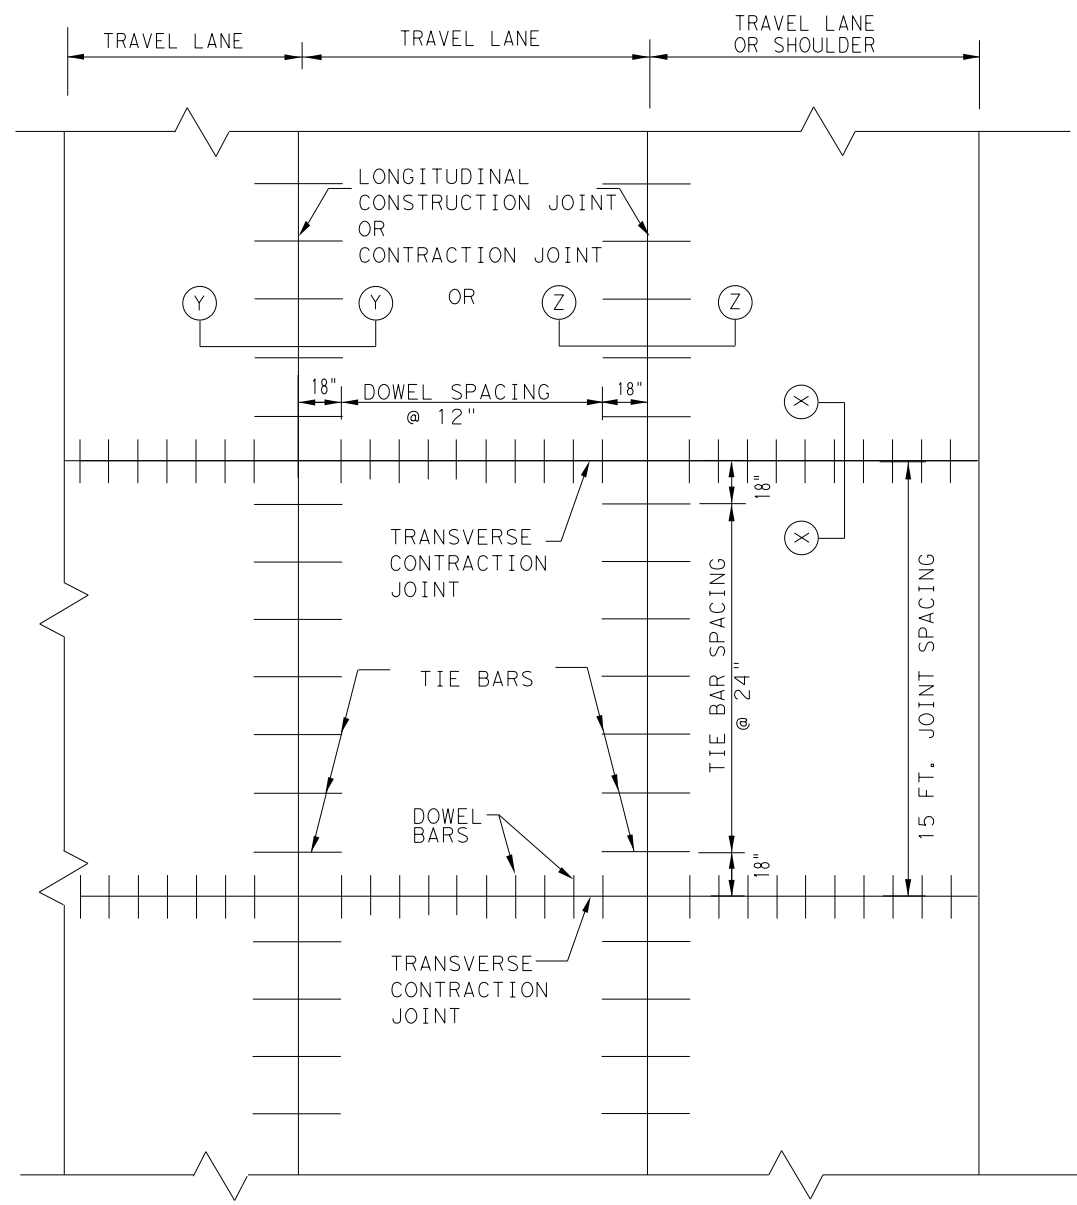 TRAVEL LANE
TRAVEL LANE
TRAVEL LANE
OR SHOULDER
LONGITUDINAL
CONSTRUCTION JOINT
OR
CONTRACTION JOINT
OR
Y
Y
Z
Z
18"
DOWEL SPACING
@ 12"
18"
X
18"
X
TRANSVERSE
CONTRACTION
JOINT
TIE BAR SPACING
@ 24"
15 FT. JOINT SPACING
TIE BARS
DOWEL
BARS
18"
TRANSVERSE
CONTRACTION
JOINT